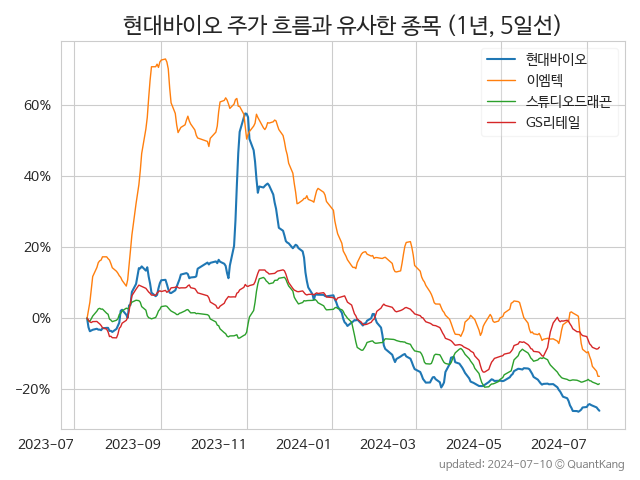 현대바이오 주가 흐름과 유사한 종목 (1년, 5일선)
현대바이오
이엠텍
스튜디오드래곤
GS리테일
60%
40%
20%
0%
−20%
2023-07 2023-09 2023-11 2024-01 2024-03 2024-05 2024-07
updated: 2024-07-10 © QuantKang